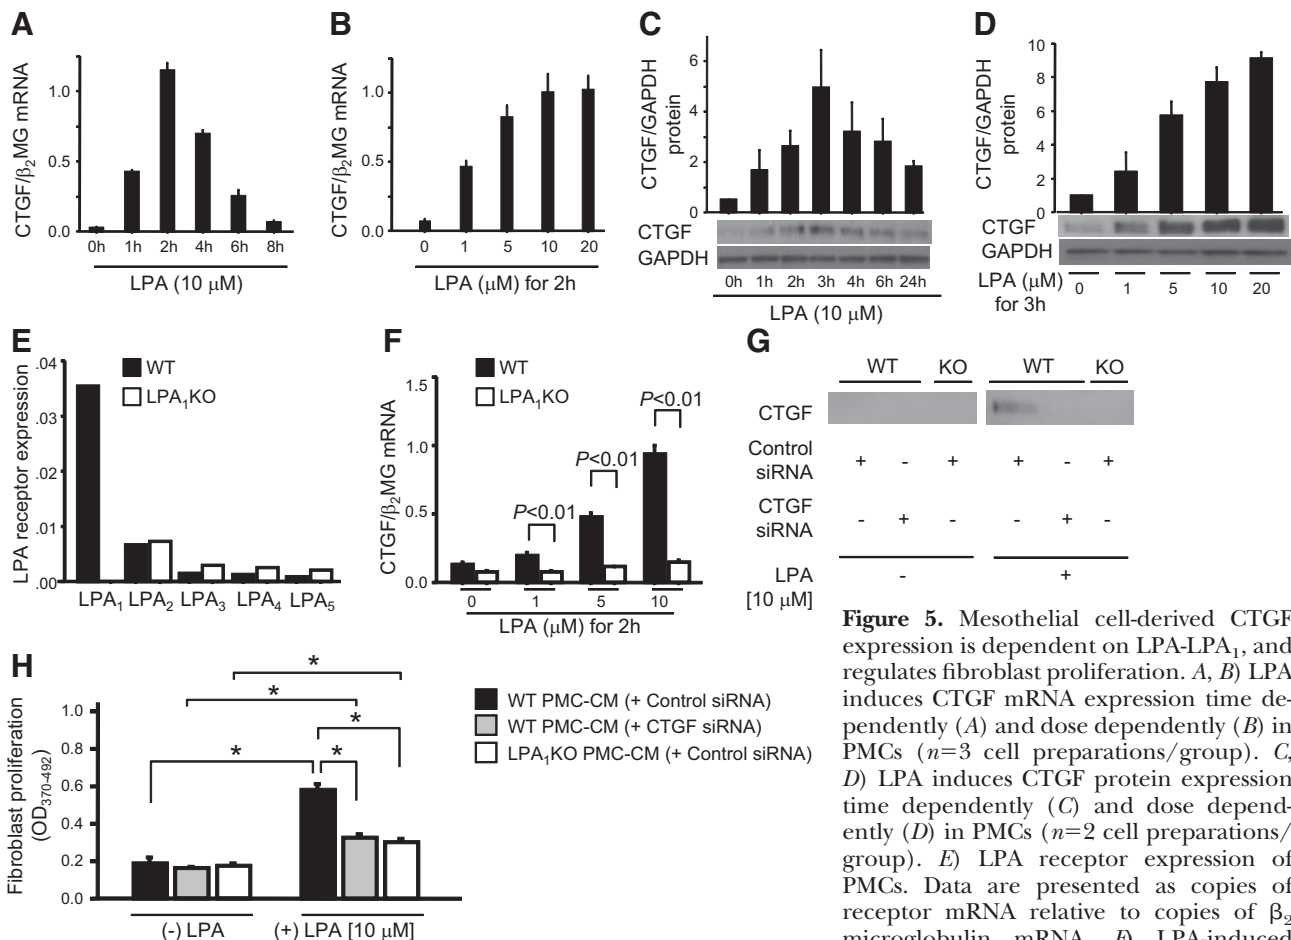 A
CTGF/β2MG mRNA
1.0
0.5
0.0
0h 1h 2h 4h 6h 8h
LPA (10 μM)
B
CTGF/β2MG mRNA
1.0
0.5
0.0
0 1 5 10 20
LPA (μM) for 2h
C
CTGF/GAPDH
protein
6
4
2
0
CTGF
GAPDH
0h 1h 2h 3h 4h 6h 24h
LPA (10 μM)
D
CTGF/GAPDH
protein
10
8
6
4
2
0
CTGF
GAPDH
LPA (μM)
for 3h
0 1 5 10 20
E
LPA receptor expression
.04
.03
.02
.01
.00
WT
LPA1KO
LPA1 LPA2 LPA3 LPA4 LPA5
F
CTGF/β2MG mRNA
1.5
1.0
0.5
0.0
WT
LPA1KO
P<0.01
P<0.01
P<0.01
0 1 5 10
LPA (μM) for 2h
G
WT KO WT KO
CTGF
Control
siRNA
+ - + + - +
CTGF
siRNA
- + - - + -
LPA
[10 μM]
- +
H
Fibroblast proliferation
(OD370-492)
1.0
0.8
0.6
0.4
0.2
0.0
* * * * *
(-) LPA (+) LPA [10 μM]
WT PMC-CM (+ Control siRNA)
WT PMC-CM (+ CTGF siRNA)
LPA1KO PMC-CM (+ Control siRNA)
Figure 5. Mesothelial cell-derived CTGF
expression is dependent on LPA-LPA1, and
regulates fibroblast proliferation. A, B) LPA
induces CTGF mRNA expression time de-
pendently (A) and dose dependently (B) in
PMCs (n=3 cell preparations/group). C,
D) LPA induces CTGF protein expression
time dependently (C) and dose depend-
ently (D) in PMCs (n=2 cell preparations/
group). E) LPA receptor expression of
PMCs. Data are presented as copies of
receptor mRNA relative to copies of β2
microglobulin mRNA. F) LPA-induced